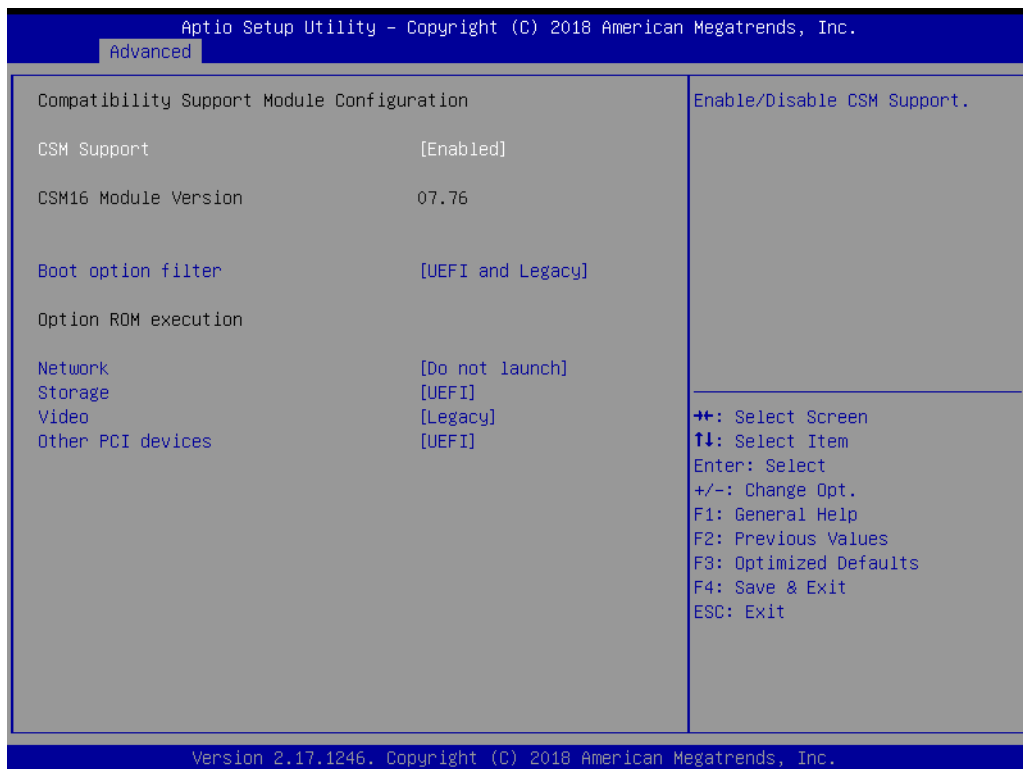 Aptio Setup Utility – Copyright (C) 2018 American Megatrends, Inc.
Advanced
Compatibility Support Module Configuration
CSM Support [Enabled]
CSM16 Module Version 07.76
Boot option filter [UEFI and Legacy]
Option ROM execution
Network [Do not launch]
Storage [UEFI]
Video [Legacy]
Other PCI devices [UEFI]
Enable/Disable CSM Support.
→←: Select Screen
↑↓: Select Item
Enter: Select
+/-: Change Opt.
F1: General Help
F2: Previous Values
F3: Optimized Defaults
F4: Save & Exit
ESC: Exit
Version 2.17.1246. Copyright (C) 2018 American Megatrends, Inc.